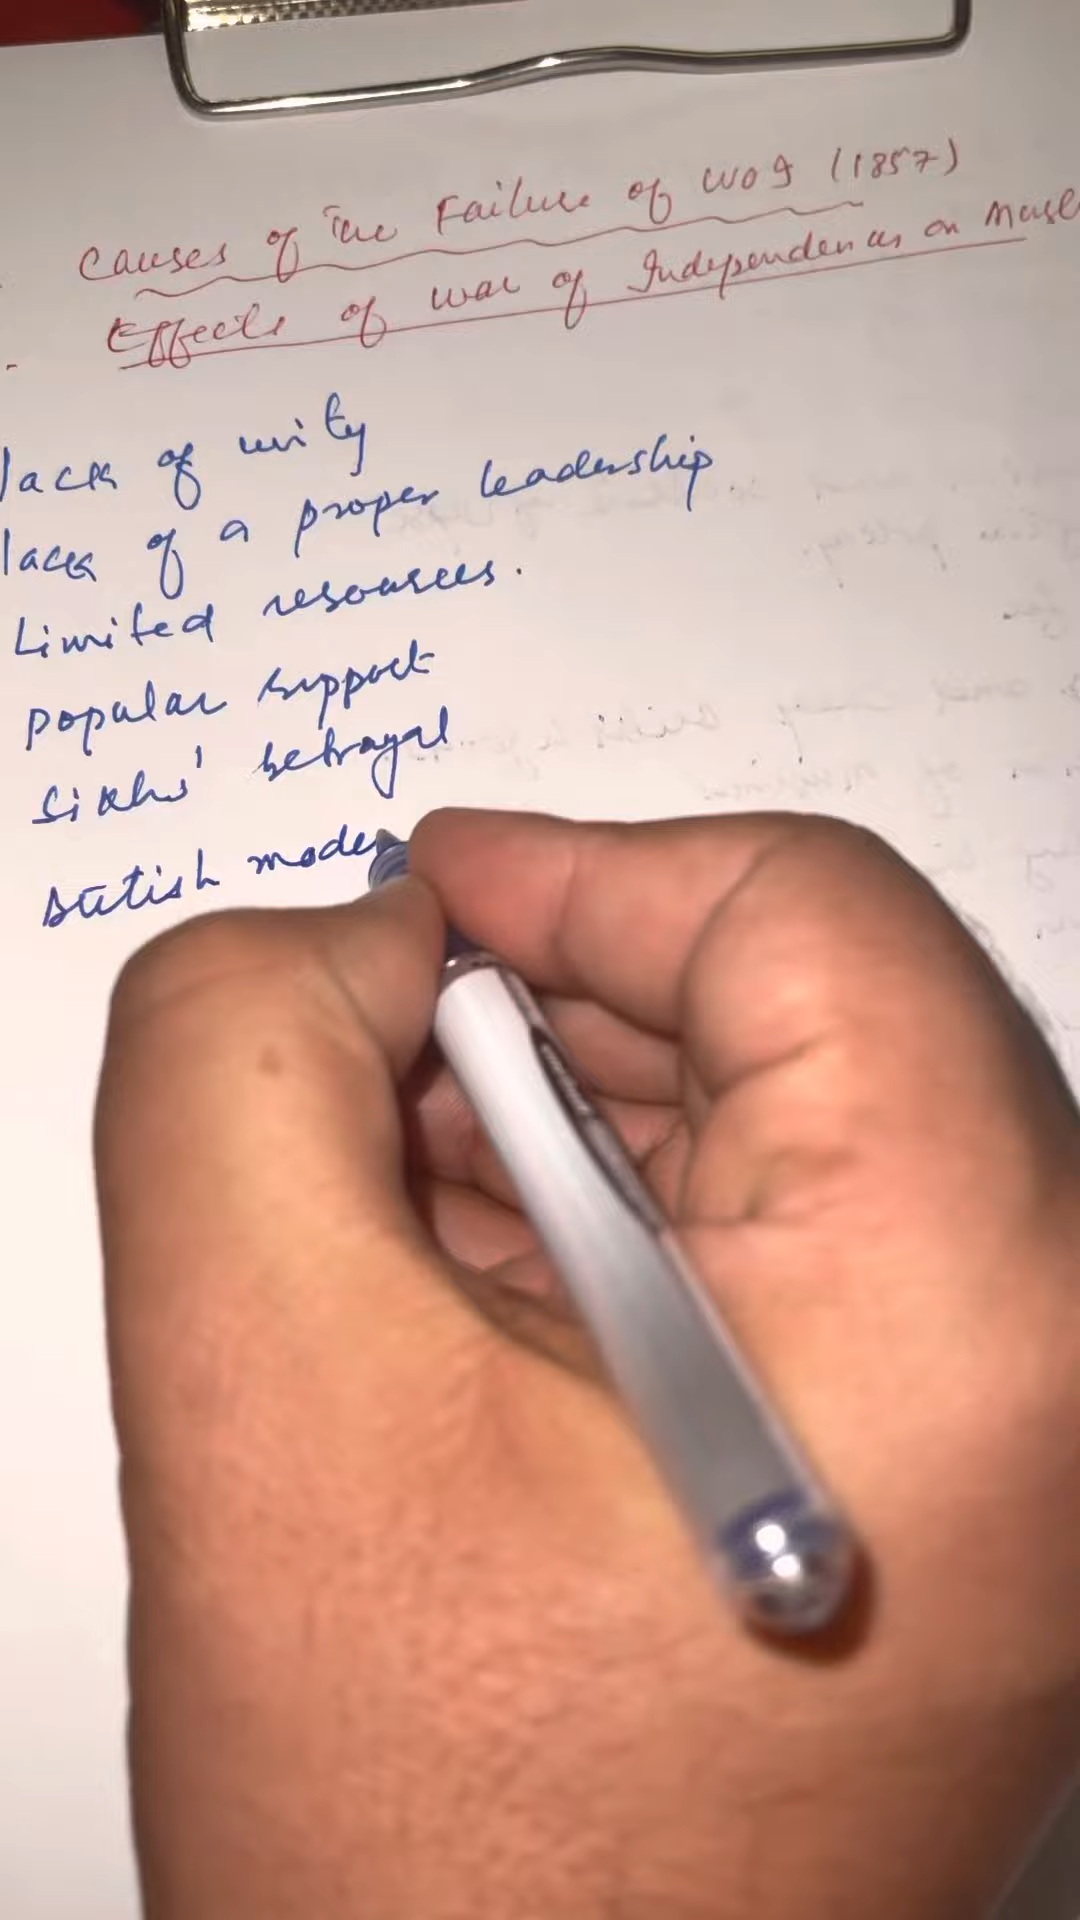 Causes of The Failure of WOI (1857)
Effects of War of Independence on
lack of unity
lack of a proper leadership.
Limited resources.
popular support
Sikhs' betrayal
British